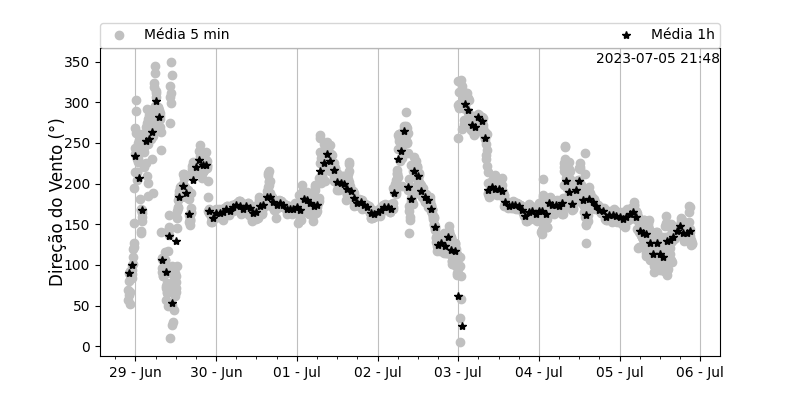 Média 5 min
Média 1h
2023-07-05 21:48
Direção do Vento (°)
350
300
250
200
150
100
50
0
29 - Jun
30 - Jun
01 - Jul
02 - Jul
03 - Jul
04 - Jul
05 - Jul
06 - Jul